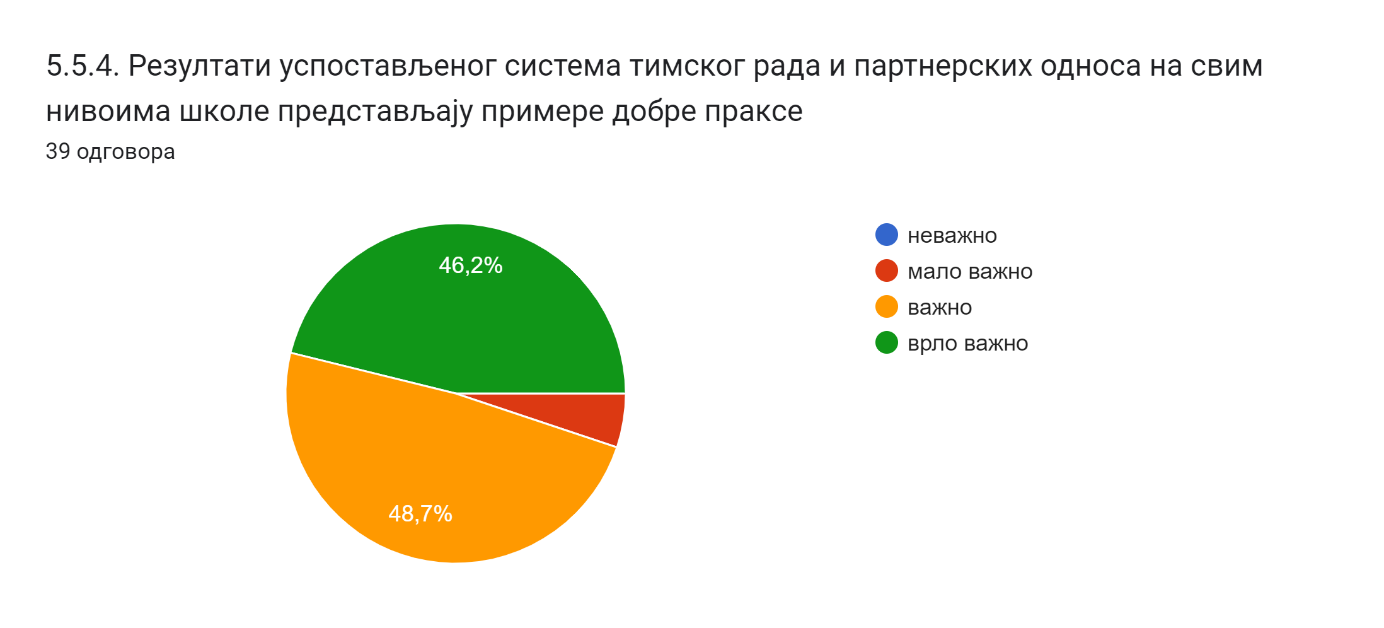 5.5.4. Резултати успостављеног система тимског рада и партнерских односа на свим
нивоима школе представљају примере добре праксе
39 одговора
46,2%
48,7%
неважно
мало важно
важно
врло важно